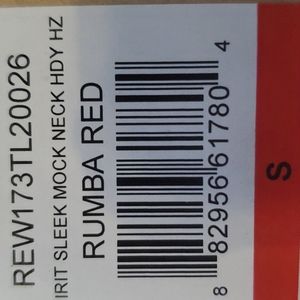 REW173TL20026
IRIT SLEEK MOCK NECK HDY HZ
RUMBA RED
8 82956 61780 4
S